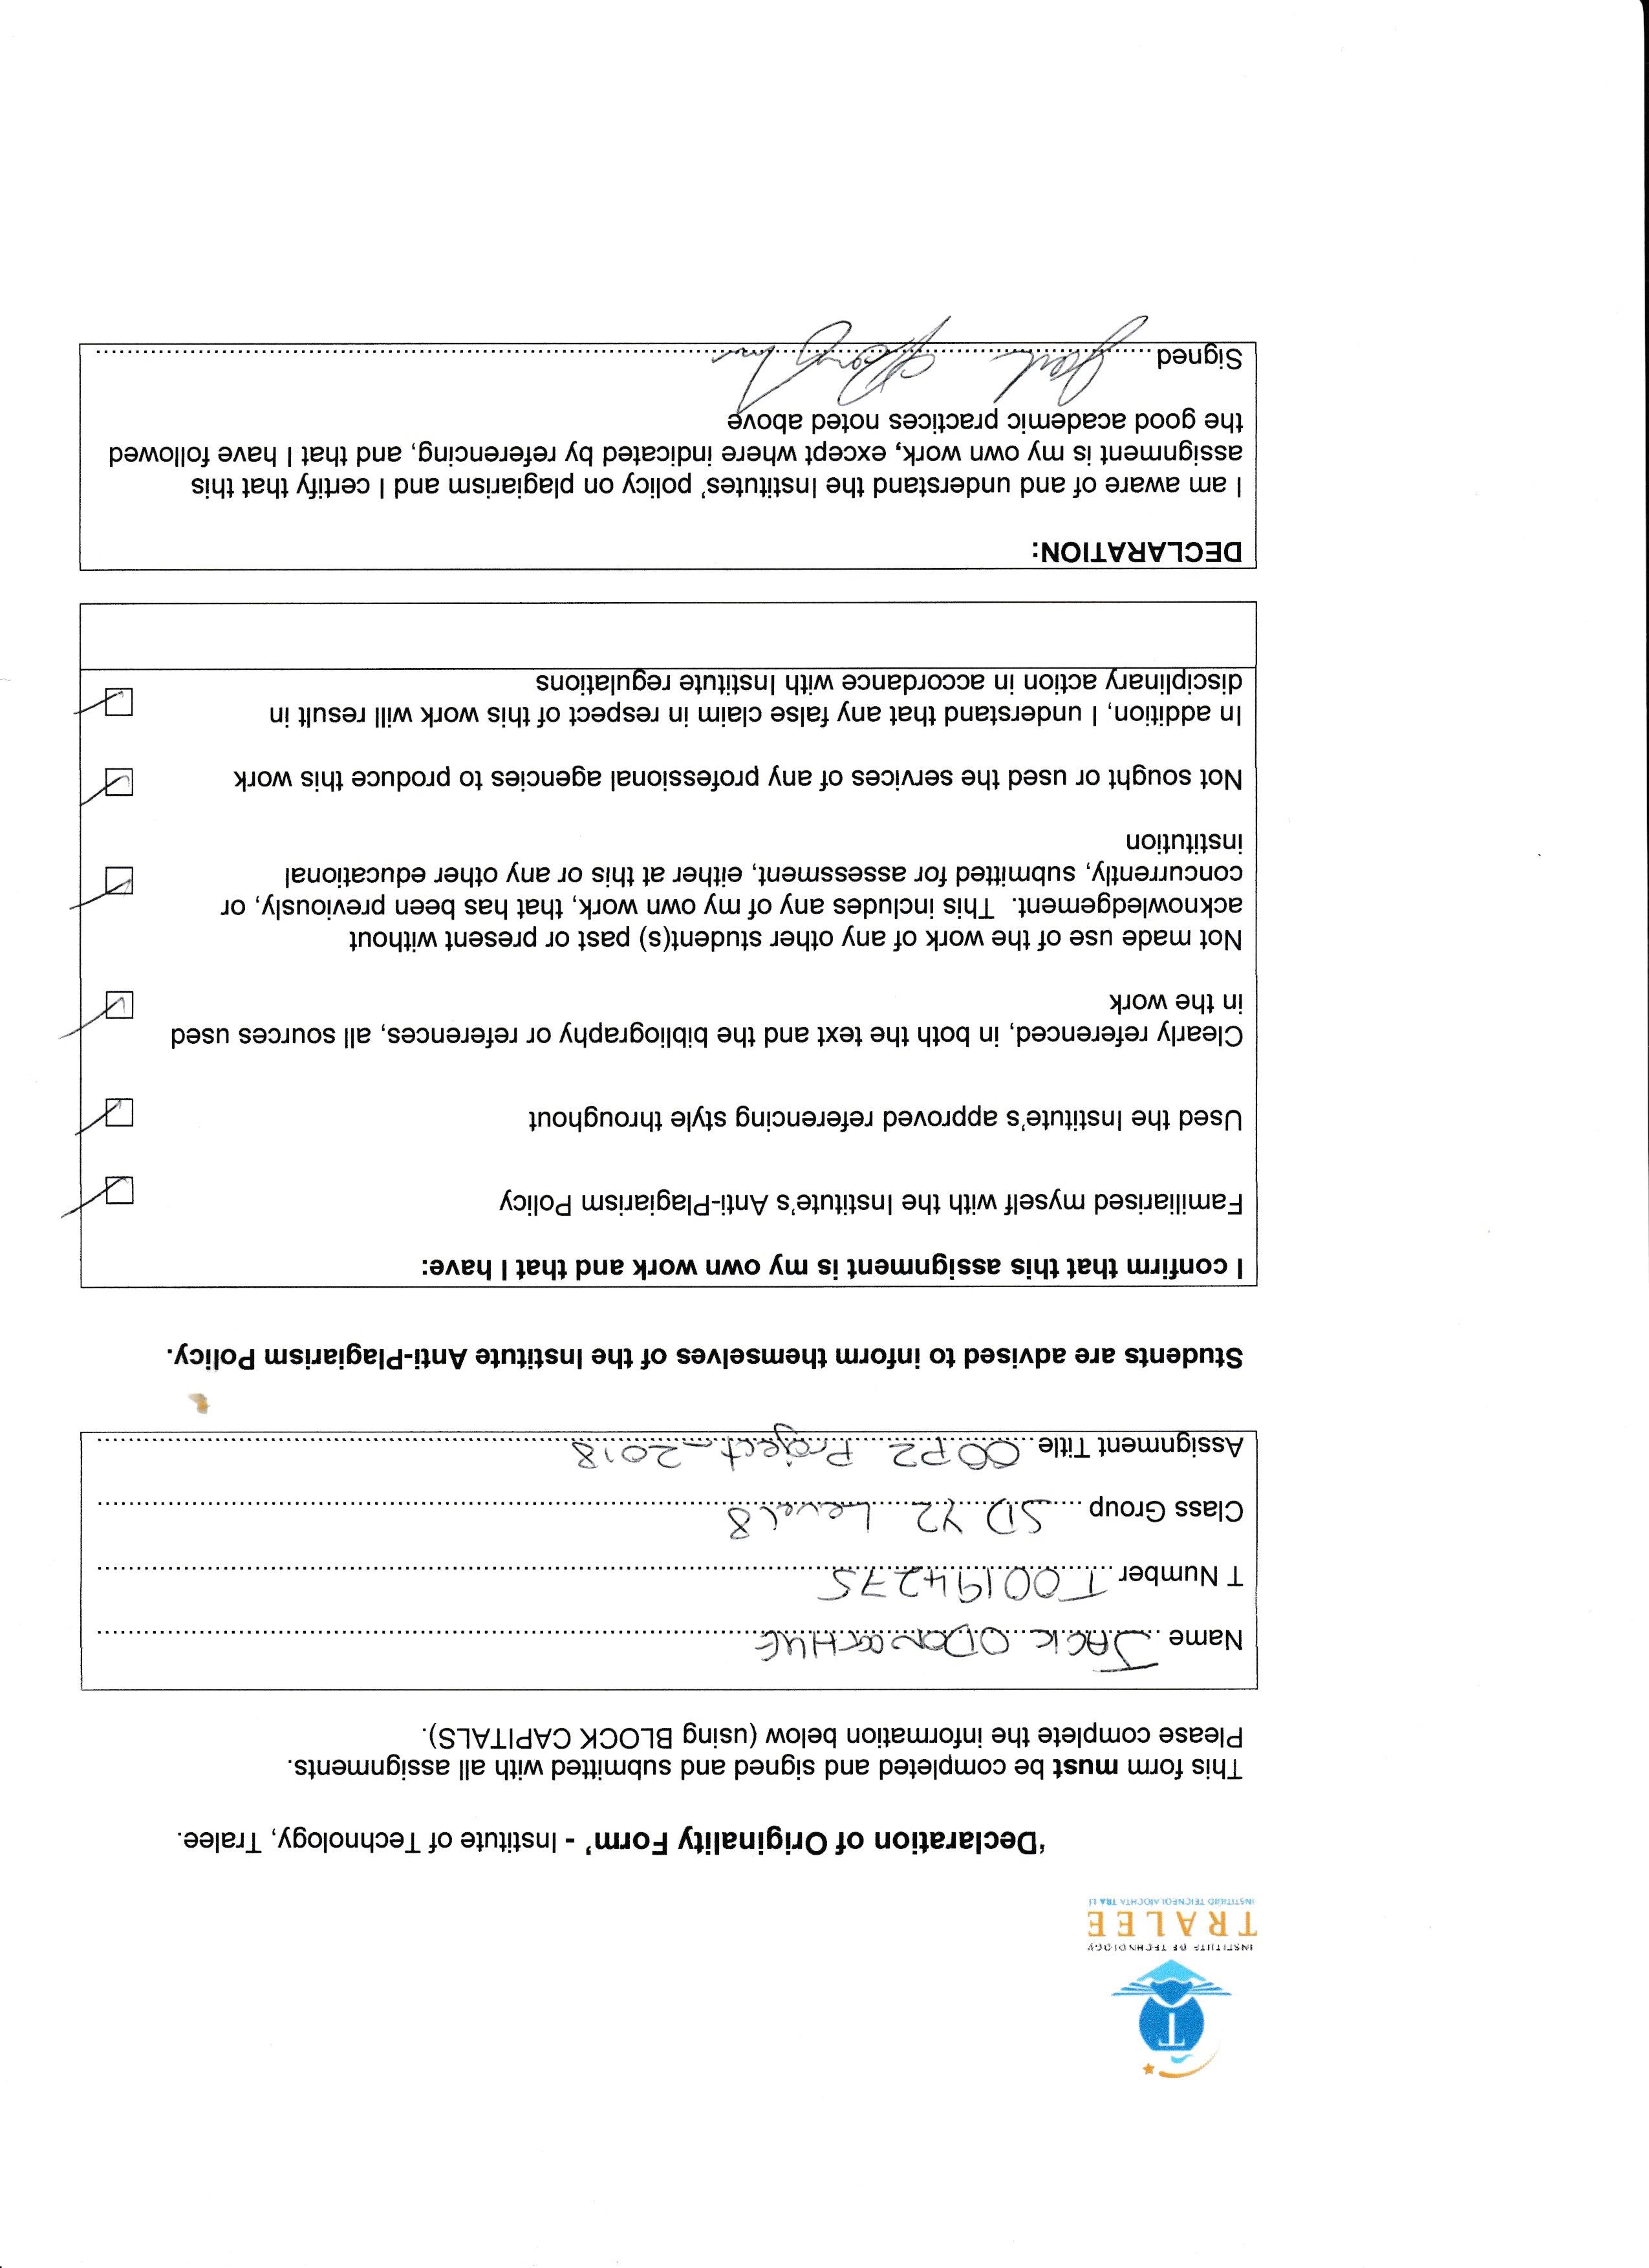 INSTITUTE OF TECHNOLOGY
TRALEE
INSTITIÚID TEICNEOLAÍOCHTA TRÁ LÍ
‘Declaration of Originality Form’ - Institute of Technology, Tralee.
This form must be completed and signed and submitted with all assignments.
Please complete the information below (using BLOCK CAPITALS).
Name JACK ODONOGHUE
T Number T00194275
Class Group SD Y2 Level 8
Assignment Title OOP2 Project 2018
Students are advised to inform themselves of the Institute Anti-Plagiarism Policy.
I confirm that this assignment is my own work and that I have:
Familiarised myself with the Institute’s Anti-Plagiarism Policy
Used the Institute’s approved referencing style throughout
Clearly referenced, in both the text and the bibliography or references, all sources used
in the work
Not made use of the work of any other student(s) past or present without
acknowledgement. This includes any of my own work, that has been previously, or
concurrently, submitted for assessment, either at this or any other educational
institution
Not sought or used the services of any professional agencies to produce this work
In addition, I understand that any false claim in respect of this work will result in
disciplinary action in accordance with Institute regulations
DECLARATION:
I am aware of and understand the Institutes’ policy on plagiarism and I certify that this
assignment is my own work, except where indicated by referencing, and that I have followed
the good academic practices noted above
Signed Jack
T